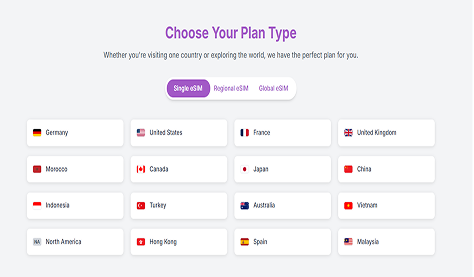 Choose Your Plan Type
Whether you're visiting one country or exploring the world, we have the perfect plan for you.
Single eSIM Regional eSIM Global eSIM
Germany United States France United Kingdom
Morocco Canada Japan China
Indonesia Turkey Australia Vietnam
NA North America Hong Kong Spain Malaysia